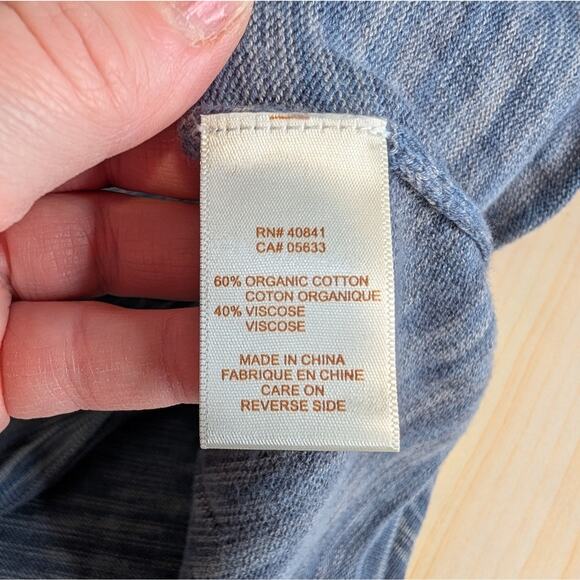 RN# 40841
CA# 05633
60% ORGANIC COTTON
COTON ORGANIQUE
40% VISCOSE
VISCOSE
MADE IN CHINA
FABRIQUE EN CHINE
CARE ON
REVERSE SIDE